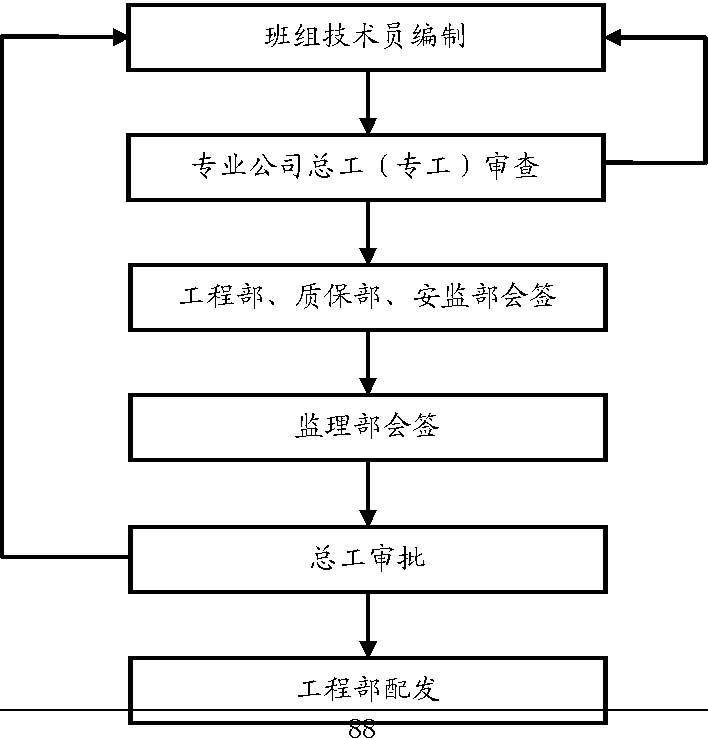 班组技术员编制
专业公司总工（专工）审查
工程部、质保部、安监部会签
监理部会签
总工审批
工程部配发
88